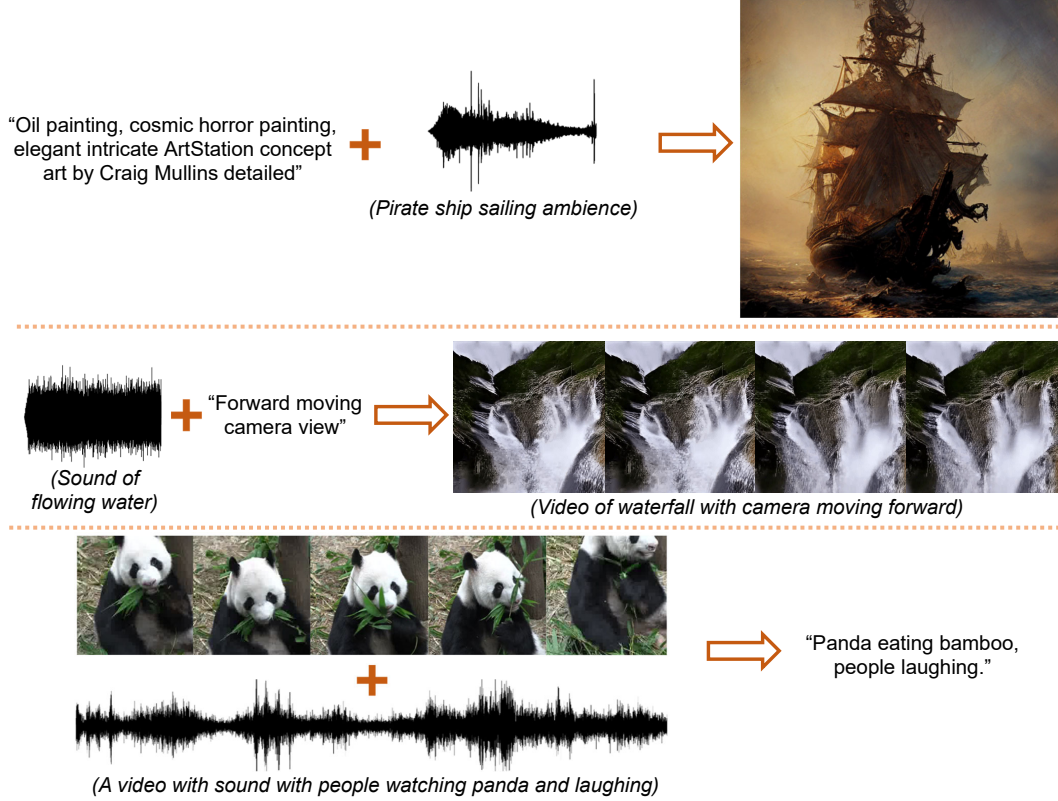 “Oil painting, cosmic horror painting,
elegant intricate ArtStation concept
art by Craig Mullins detailed”
(Pirate ship sailing ambience)
(Sound of
flowing water)
“Forward moving
camera view”
(Video of waterfall with camera moving forward)
“Panda eating bamboo,
people laughing.”
(A video with sound with people watching panda and laughing)